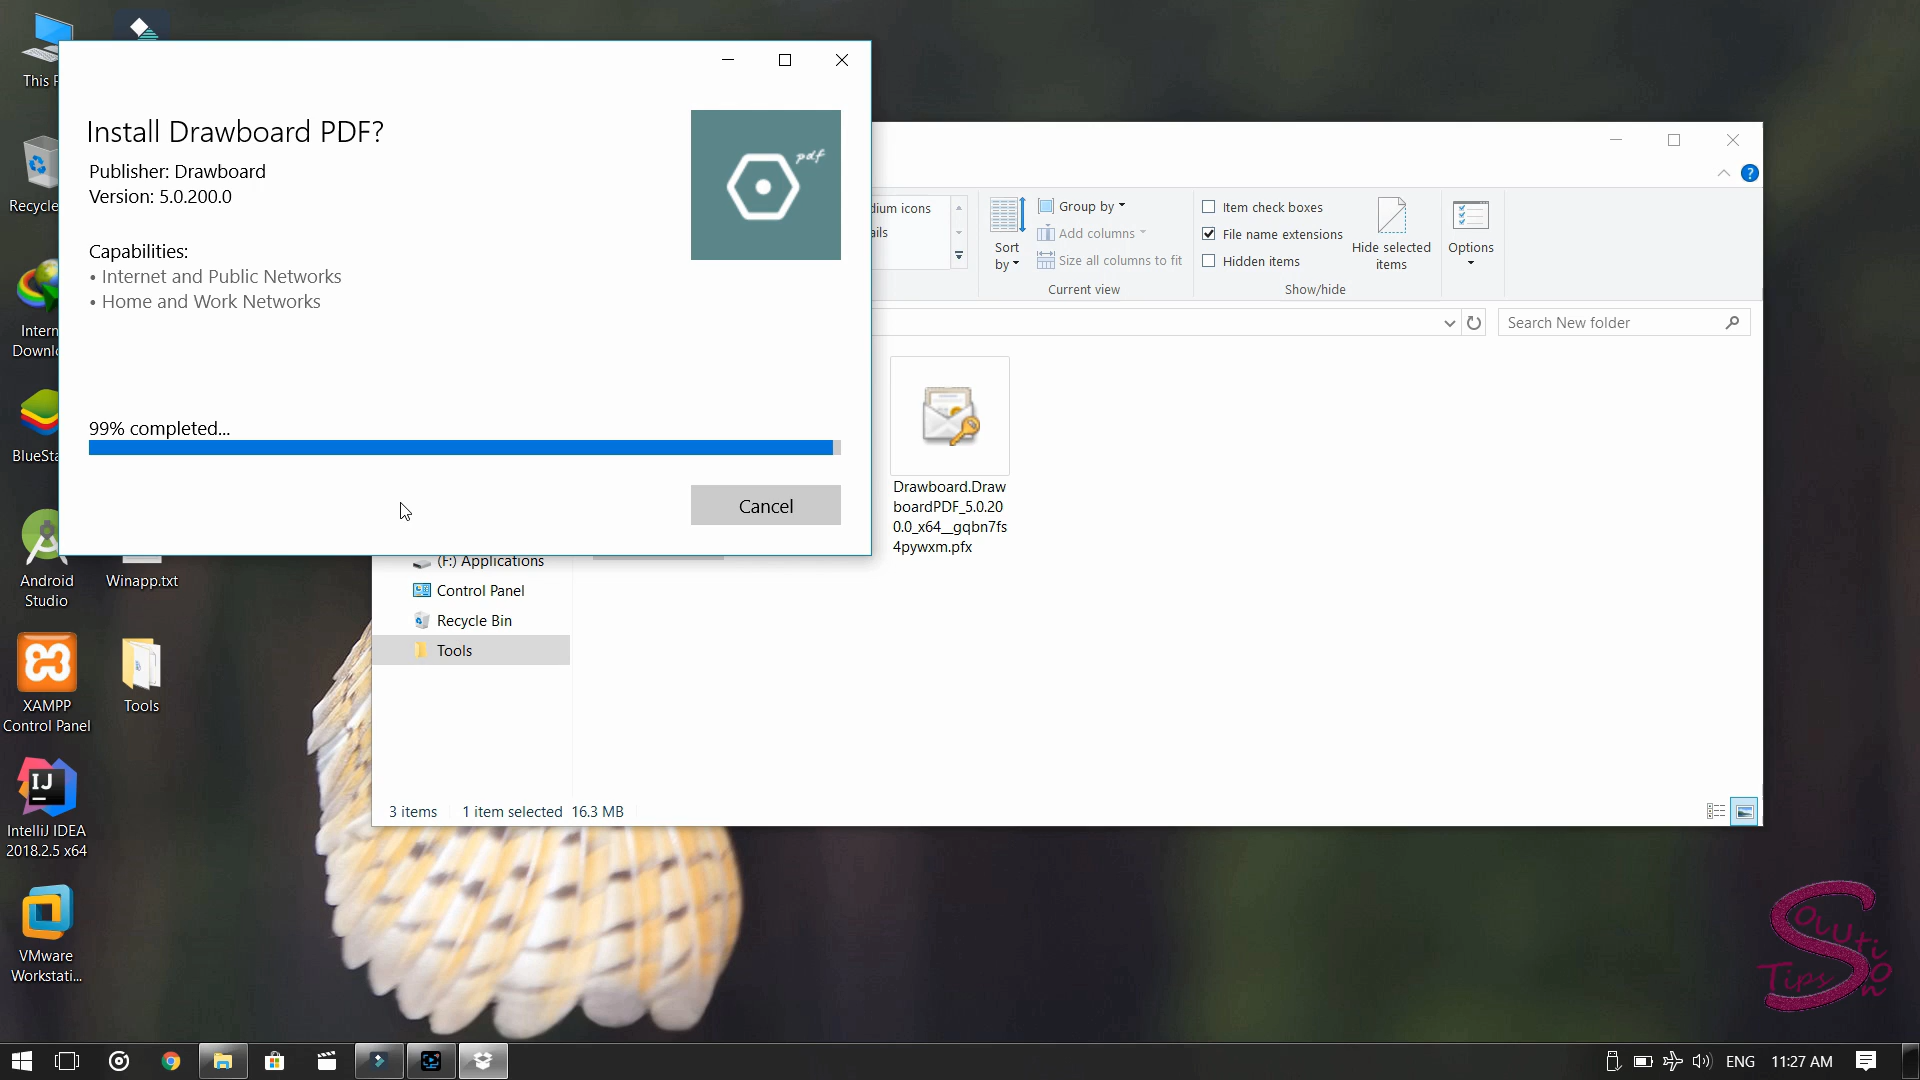 This P
Recycle
Intern
Downlo
BlueSta
Android
Studio
Winapp.txt
XAMPP
Control Panel
Tools
IJ
IntelliJ IDEA
2018.2.5 x64
VMware
Workstati...
Install Drawboard PDF?
Publisher: Drawboard
Version: 5.0.200.0
pdf
Capabilities:
• Internet and Public Networks
• Home and Work Networks
99% completed...
Cancel
dium icons
ails
Sort
by
Group by
Add columns
Size all columns to fit
Current view
Item check boxes
File name extensions
Hidden items
Hide selected
items
Show/hide
Options
?
Search New folder
Drawboard.Draw
boardPDF_5.0.20
0.0_x64__gqbn7fs
4pywxm.pfx
(F:) Applications
Control Panel
Recycle Bin
Tools
3 items
1 item selected 16.3 MB
Solution
Tips
ENG
11:27 AM